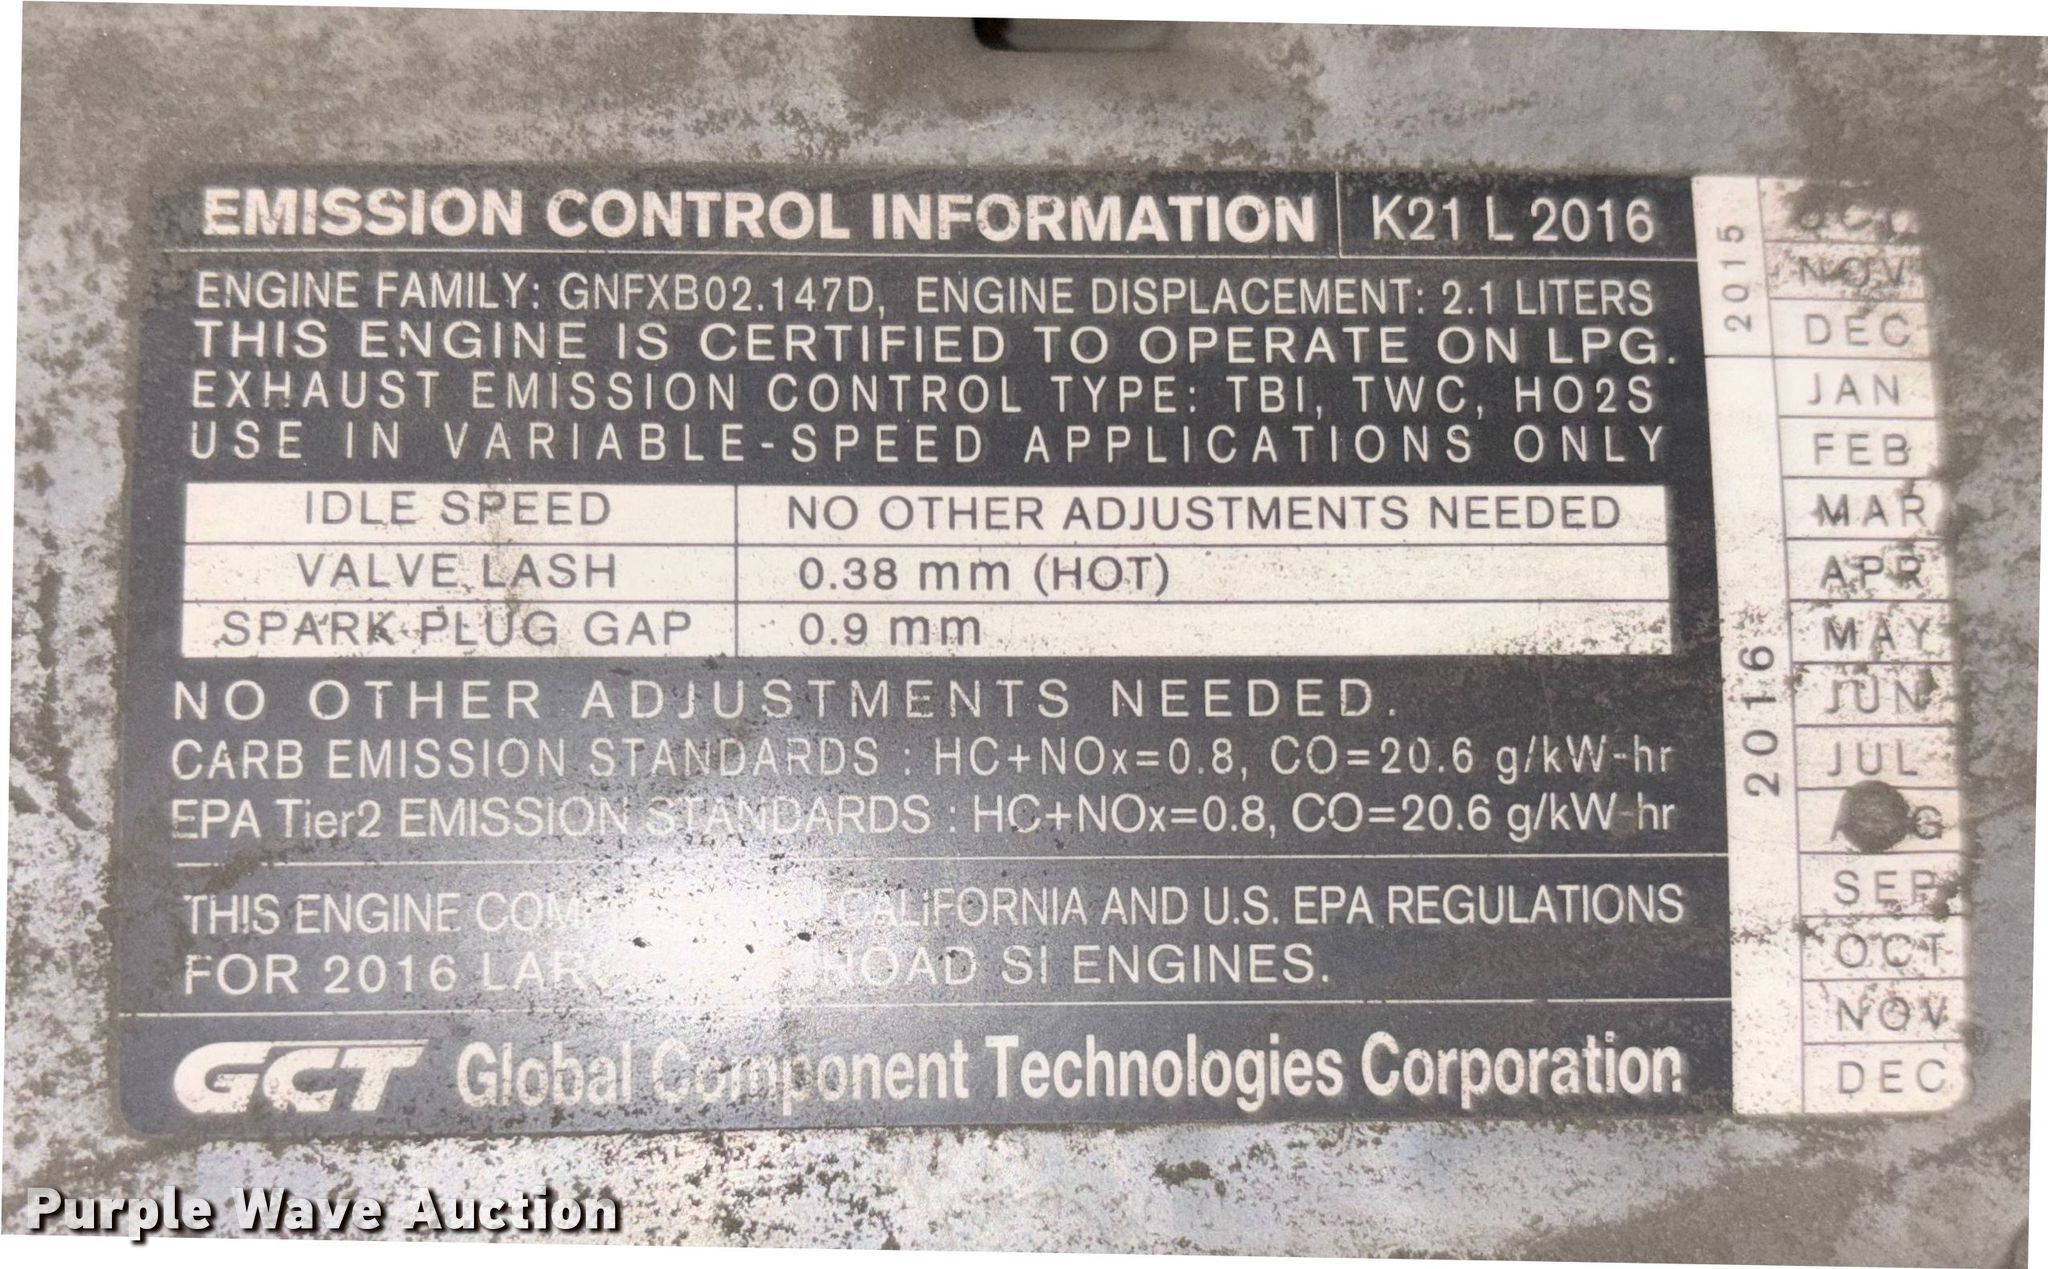 EMISSION CONTROL INFORMATION K21 L 2016
ENGINE FAMILY: GNFXB02.147D, ENGINE DISPLACEMENT: 2.1 LITERS
THIS ENGINE IS CERTIFIED TO OPERATE ON LPG.
EXHAUST EMISSION CONTROL TYPE: TBI, TWC, HO2S
USE IN VARIABLE-SPEED APPLICATIONS ONLY
IDLE SPEED NO OTHER ADJUSTMENTS NEEDED
VALVE LASH 0.38 mm (HOT)
SPARK PLUG GAP 0.9 mm
NO OTHER ADJUSTMENTS NEEDED.
CARB EMISSION STANDARDS : HC+NOx=0.8, CO=20.6 g/kW-hr
EPA Tier2 EMISSION STANDARDS : HC+NOx=0.8, CO=20.6 g/kW-hr
THIS ENGINE CALIFORNIA AND U.S. EPA REGULATIONS
FOR 2016 SI ENGINES.
GCT Global Component Technologies Corporation
2015
OCT
NOV
DEC
2016
JAN
FEB
MAR
APR
MAY
JUN
JUL
SEP
OCT
NOV
DEC
Purple Wave Auction